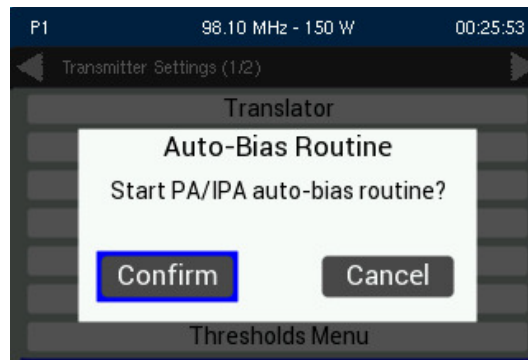 P1 98.10 MHz - 150 W 00:25:53
Transmitter Settings (1/2)
Translator
Auto-Bias Routine
Start PA/IPA auto-bias routine?
Confirm Cancel
Thresholds Menu